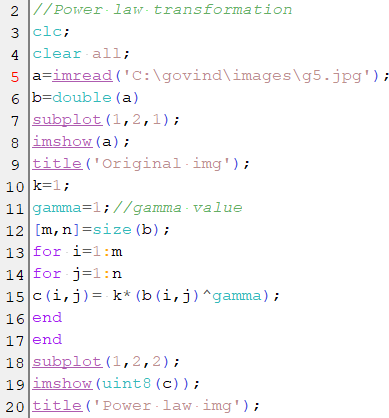 2 //Power law transformation
3 clc;
4 clear all;
5 a=imread('C:\govind\images\g5.jpg');
6 b=double(a)
7 subplot(1,2,1);
8 imshow(a);
9 title('Original img');
10 k=1;
11 gamma=1;//gamma value
12 [m,n]=size(b);
13 for i=1:m
14 for j=1:n
15 c(i,j)= k*(b(i,j)^gamma);
16 end
17 end
18 subplot(1,2,2);
19 imshow(uint8(c));
20 title('Power law img');